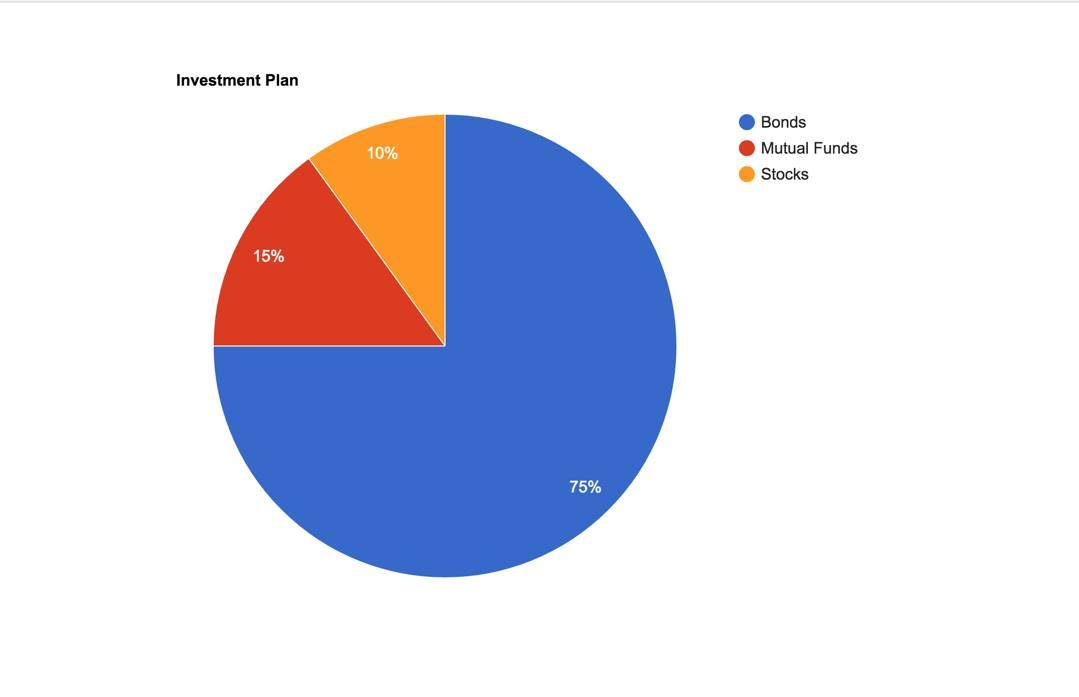 Investment Plan
Bonds
Mutual Funds
Stocks
10%
15%
75%